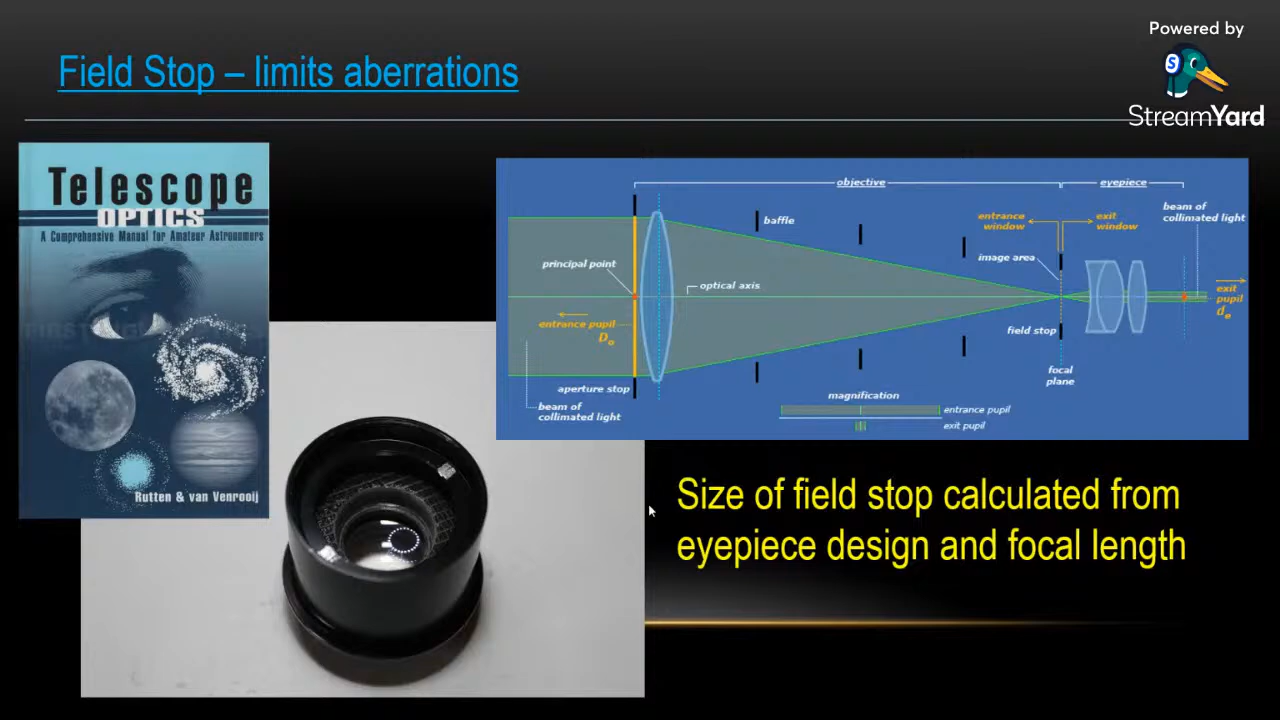 Powered by
StreamYard
Field Stop – limits aberrations
Telescope
OPTICS
A Comprehensive Manual for Amateur Astronomers
Rutten & van Venrooij
objective
eyepiece
baffle
entrance
window
exit
window
beam of
collimated light
principal point
optical axis
image area
entrance pupil
Do
exit
pupil
de
field stop
aperture stop
focal
plane
beam of
collimated light
magnification
entrance pupil
exit pupil
Size of field stop calculated from
eyepiece design and focal length